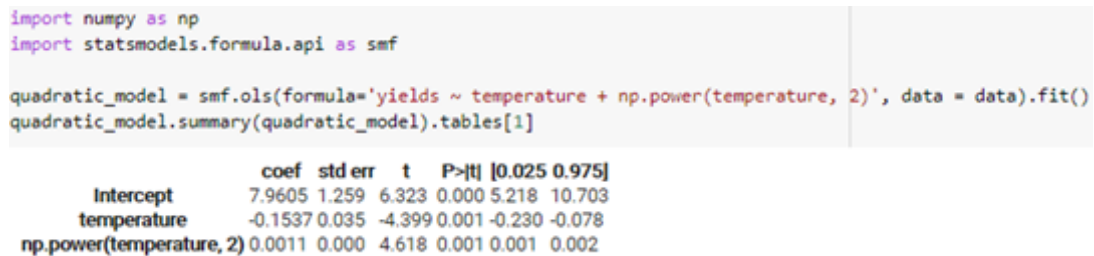 import numpy as np
import statsmodels.formula.api as smf
quadratic_model = smf.ols(formula='yields ~ temperature + np.power(temperature, 2)', data = data).fit()
quadratic_model.summary(quadratic_model).tables[1]
coef std err t P>|t| [0.025 0.975]
Intercept 7.9605 1.259 6.323 0.000 5.218 10.703
temperature -0.1537 0.035 -4.399 0.001 -0.230 -0.078
np.power(temperature, 2) 0.0011 0.000 4.618 0.001 0.001 0.002